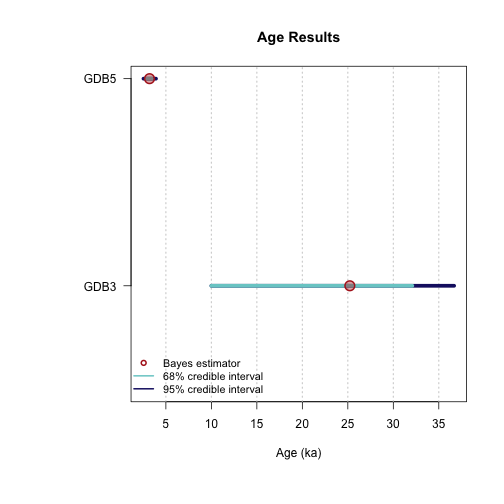 Age Results
GDB5
GDB3
Bayes estimator
68% credible interval
95% credible interval
5 10 15 20 25 30 35
Age (ka)